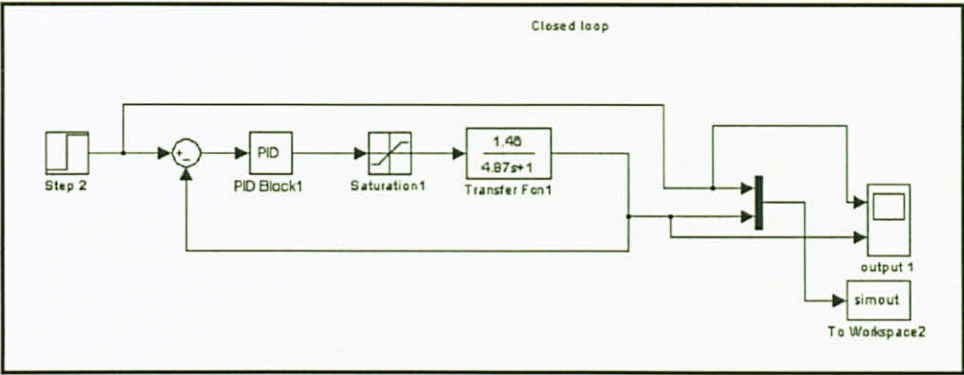 Closed loop
Step 2
+
-
PID
PID Block1
Saturation1
1.48
4.87s+1
Transfer Fcn1
output 1
simout
To Workspace2